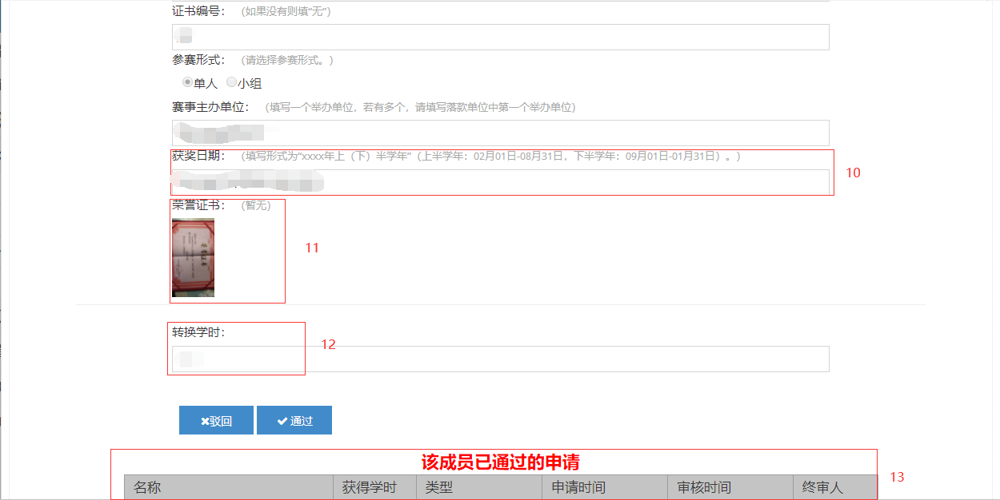 证书编号： （如果没有则填“无”）
参赛形式： （请选择参赛形式。）
单人 小组
赛事主办单位： （填写一个举办单位，若有多个，请填写落款单位中第一个举办单位）
获奖日期： （填写形式为“xxxx年上（下）半学年”（上半学年：02月01日-08月31日，下半学年：09月01日-01月31日）。）
10
荣誉证书： （暂无）
11
转换学时：
12
驳回 通过
该成员已通过的申请
名称 获得学时 类型 申请时间 审核时间 终审人
13